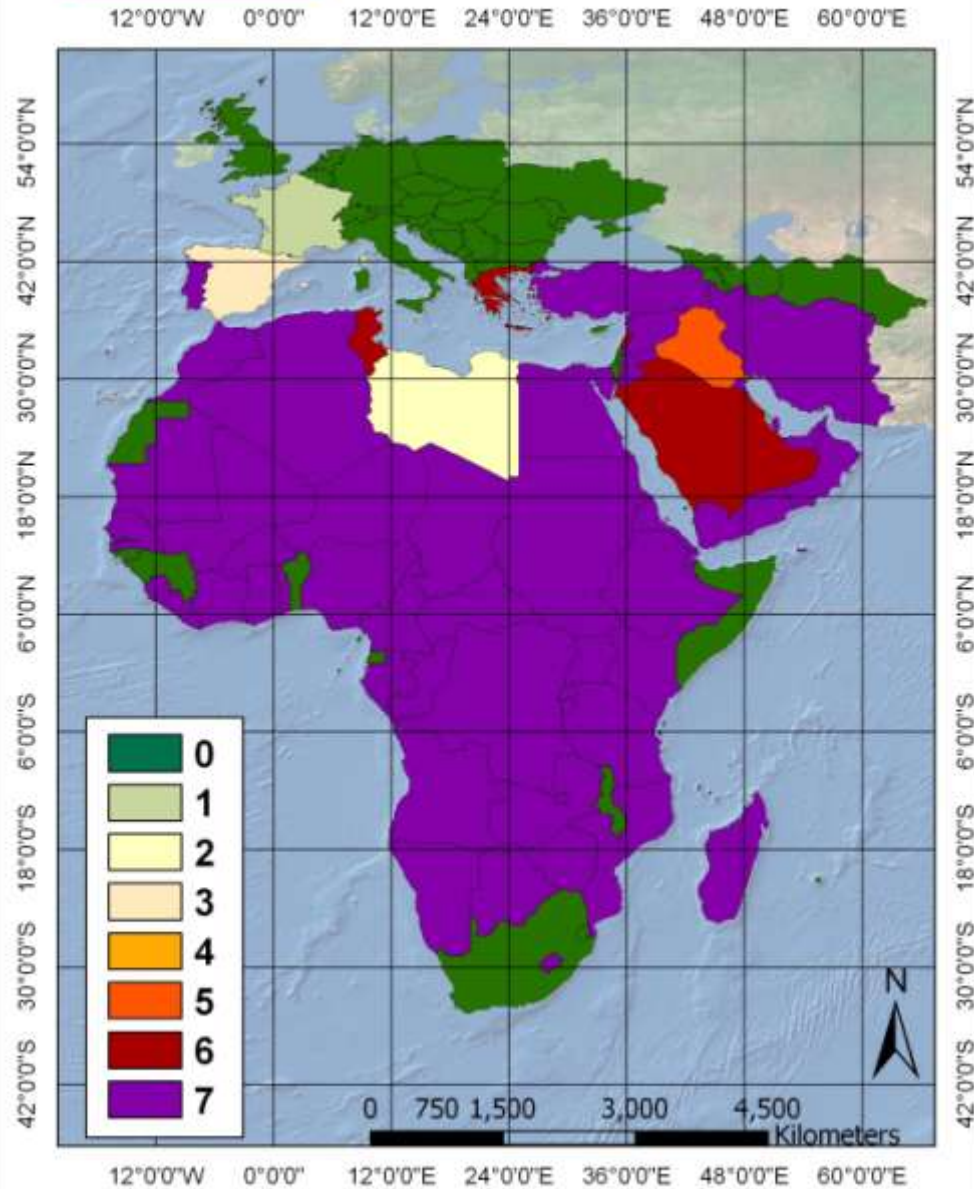 12°0'0"W 0°0'0" 12°0'0"E 24°0'0"E 36°0'0"E 48°0'0"E 60°0'0"E
54°0'0"N 54°0'0"N
42°0'0"N 42°0'0"N
30°0'0"N 30°0'0"N
18°0'0"N 18°0'0"N
6°0'0"N 6°0'0"N
6°0'0"S 6°0'0"S
18°0'0"S 18°0'0"S
30°0'0"S 30°0'0"S
42°0'0"S 42°0'0"S
0
1
2
3
4
5
6
7
N
0 750 1,500 3,000 4,500
Kilometers
12°0'0"W 0°0'0" 12°0'0"E 24°0'0"E 36°0'0"E 48°0'0"E 60°0'0"E